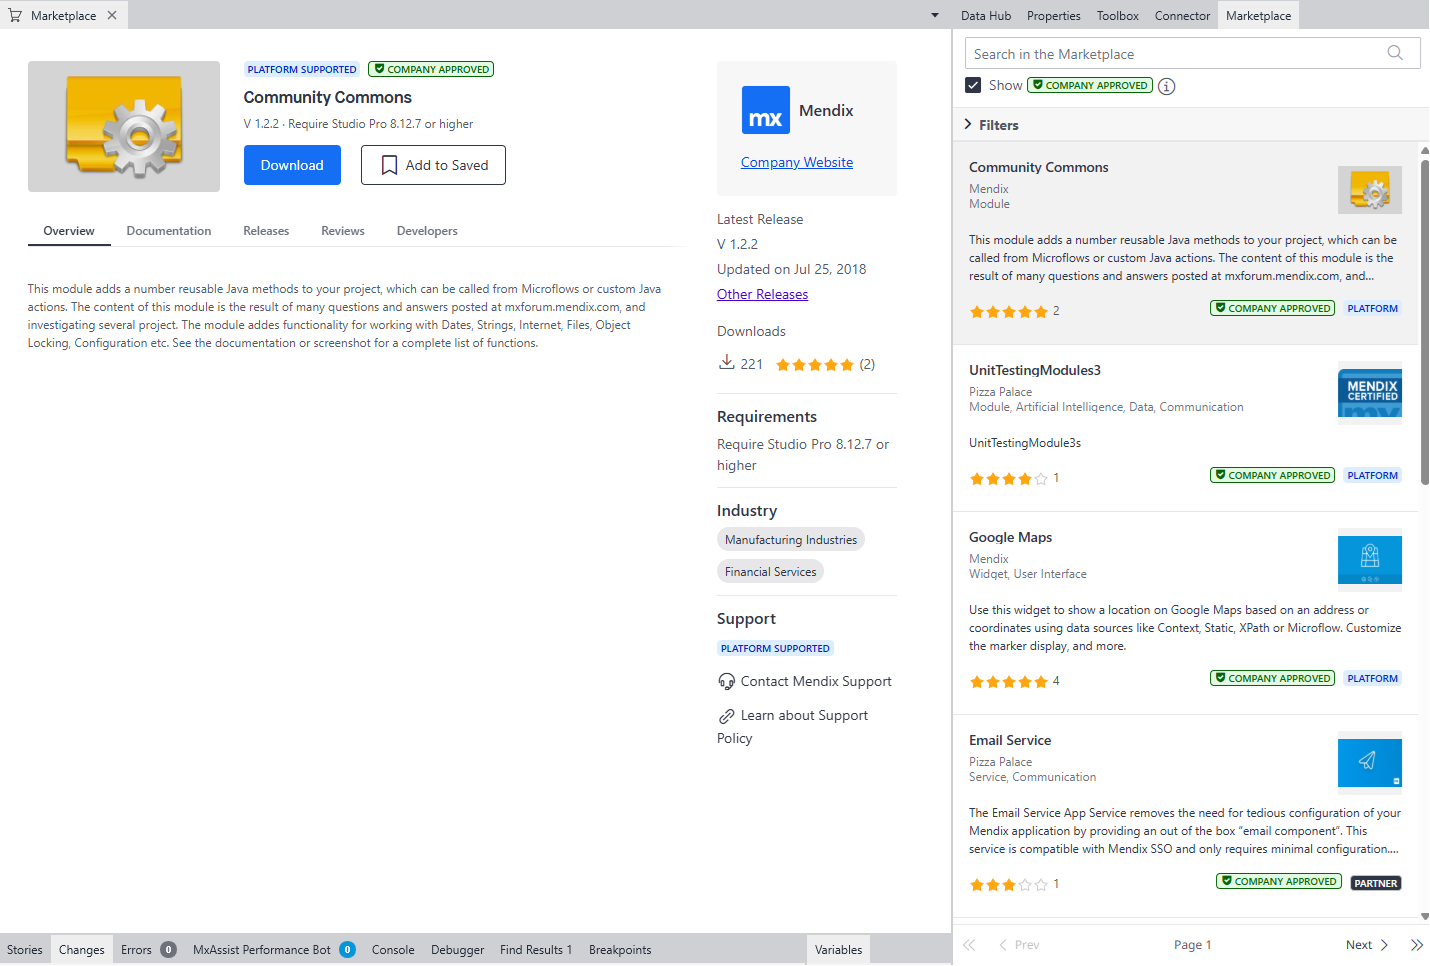 Marketplace
Data Hub Properties Toolbox Connector Marketplace
PLATFORM SUPPORTED COMPANY APPROVED
Community Commons
V 1.2.2 · Require Studio Pro 8.12.7 or higher
Download Add to Saved
Overview Documentation Releases Reviews Developers
This module adds a number reusable Java methods to your project, which can be called from Microflows or custom Java
actions. The content of this module is the result of many questions and answers posted at mxforum.mendix.com, and
investigating several project. The module addes functionality for working with Dates, Strings, Internet, Files, Object
Locking, Configuration etc. See the documentation or screenshot for a complete list of functions.
mx Mendix
Company Website
Latest Release
V 1.2.2
Updated on Jul 25, 2018
Other Releases
Downloads
221 (2)
Requirements
Require Studio Pro 8.12.7 or
higher
Industry
Manufacturing Industries
Financial Services
Support
PLATFORM SUPPORTED
Contact Mendix Support
Learn about Support
Policy
Search in the Marketplace
Show COMPANY APPROVED
Filters
Community Commons
Mendix
Module
This module adds a number reusable Java methods to your project, which can be
called from Microflows or custom Java actions. The content of this module is the
result of many questions and answers posted at mxforum.mendix.com, and...
2 COMPANY APPROVED PLATFORM
UnitTestingModules3
Pizza Palace
Module, Artificial Intelligence, Data, Communication
MENDIX
CERTIFIED
mx
UnitTestingModule3s
1 COMPANY APPROVED PLATFORM
Google Maps
Mendix
Widget, User Interface
Use this widget to show a location on Google Maps based on an address or
coordinates using data sources like Context, Static, XPath or Microflow. Customize
the marker display, and more.
4 COMPANY APPROVED PLATFORM
Email Service
Pizza Palace
Service, Communication
The Email Service App Service removes the need for tedious configuration of your
Mendix application by providing an out of the box “email component”. This
service is compatible with Mendix SSO and only requires minimal configuration....
1 COMPANY APPROVED PARTNER
Prev Page 1 Next
Stories Changes Errors 0 MxAssist Performance Bot 0 Console Debugger Find Results 1 Breakpoints Variables